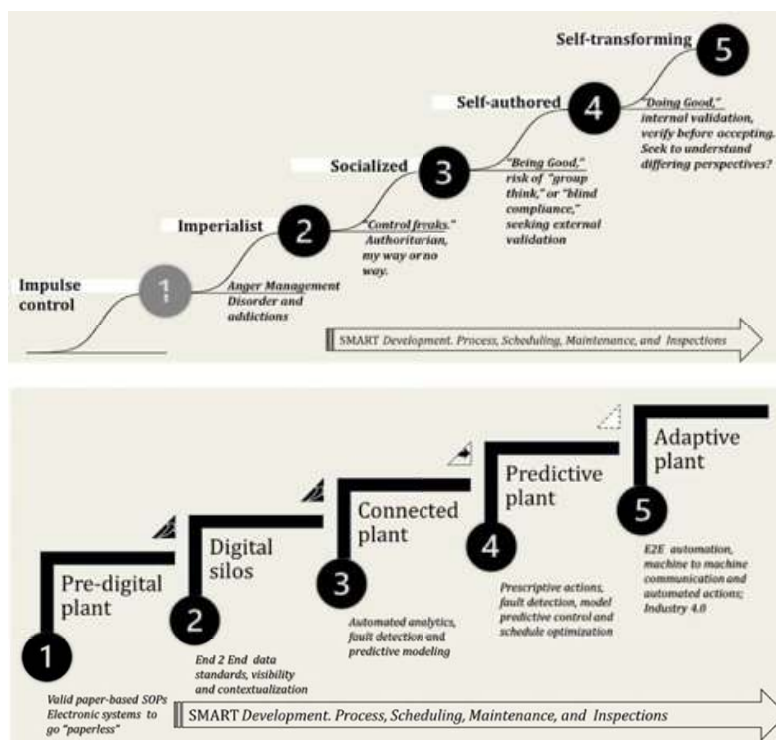 Self-transforming
5
"Doing Good,"
internal validation,
verify before accepting.
Seek to understand
differing perspectives?
Self-authored
4
"Being Good,"
risk of "group
think," or "blind
compliance,"
seeking external
validation
Socialized
3
"Control freaks."
Authoritarian,
my way or no
way.
Imperialist
2
Anger Management
Disorder and
addictions
Impulse
control
1
SMART Development. Process, Scheduling, Maintenance, and Inspections
Pre-digital
plant
1
Valid paper-based SOPs
Electronic systems to
go "paperless"
Digital
silos
2
End 2 End data
standards, visibility
and contextualization
Connected
plant
3
Automated analytics,
fault detection and
predictive modeling
Predictive
plant
4
Prescriptive actions,
fault detection, model
predictive control and
schedule optimization
Adaptive
plant
5
E2E automation,
machine to machine
communication and
automated actions;
Industry 4.0
SMART Development. Process, Scheduling, Maintenance, and Inspections